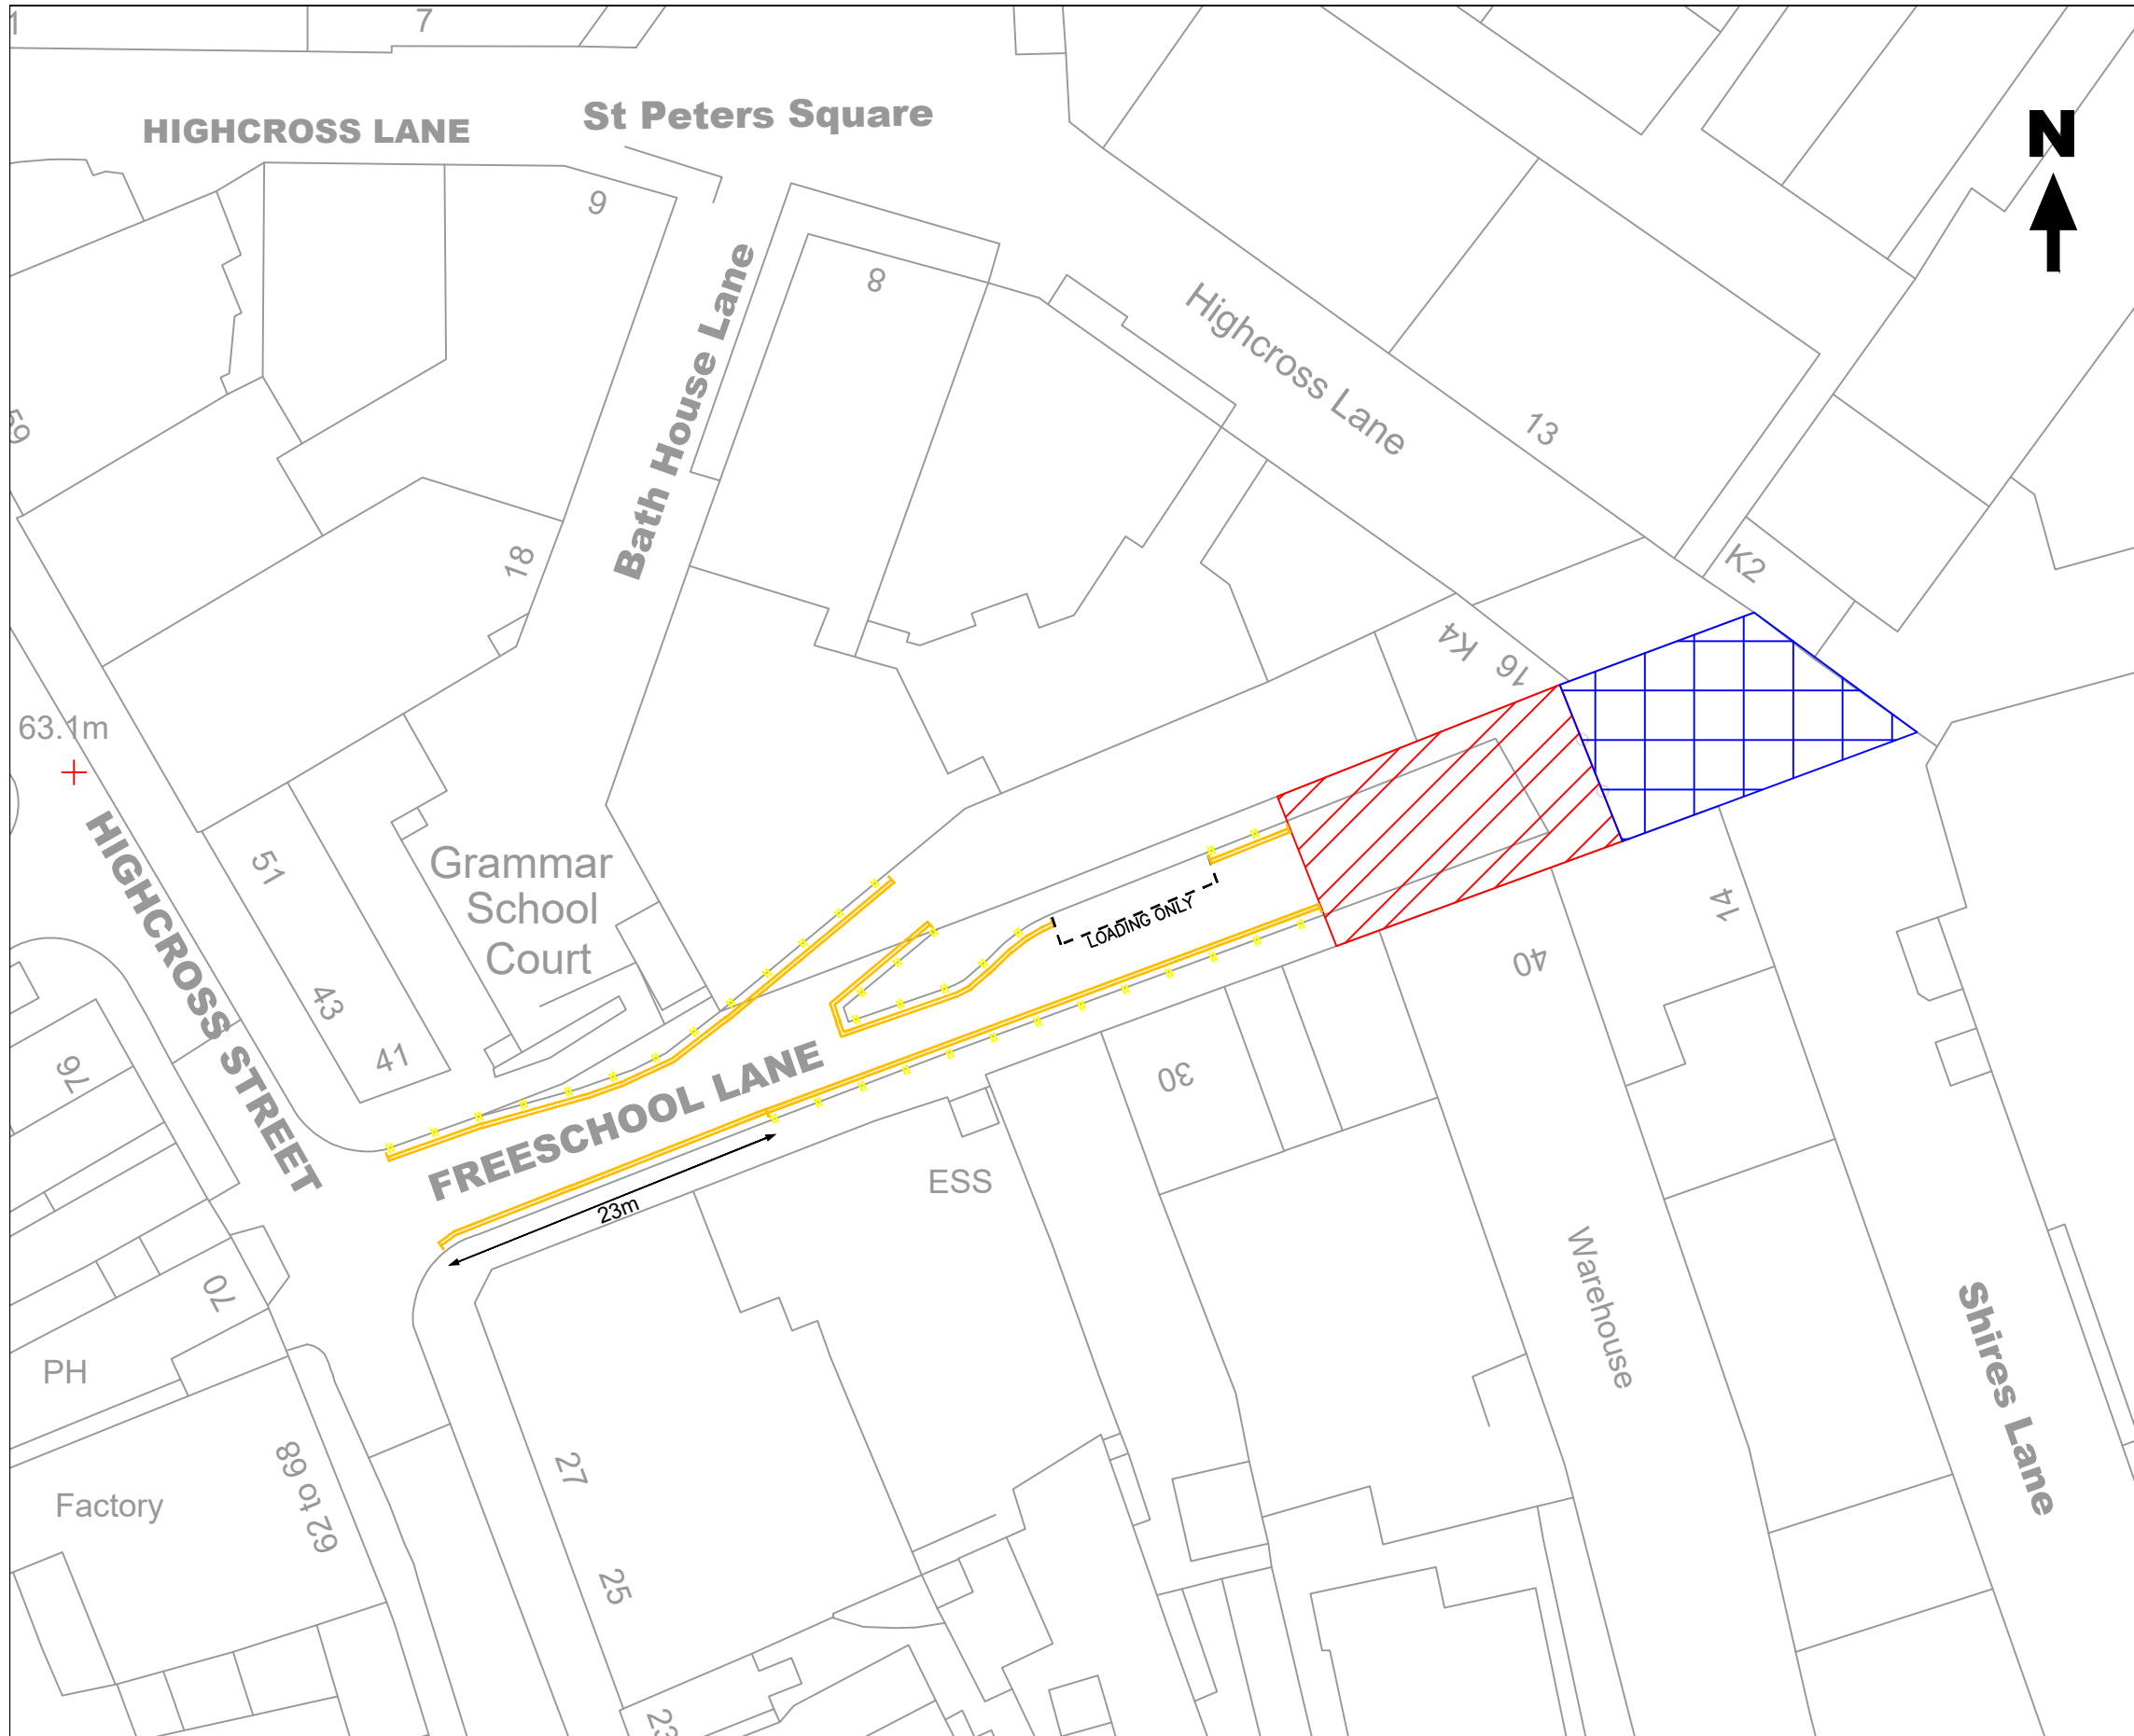 1
7
HIGHCROSS LANE
St Peters Square
N
9
8
Bath House Lane
Highcross Lane
13
59
18
K2
K4
16
63.1m
HIGHCROSS STREET
51
Grammar
School
Court
43
41
76
LOADING ONLY
14
40
30
FREESCHOOL LANE
ESS
23m
70
PH
Warehouse
Shires Lane
62 to 68
Factory
27
25
23